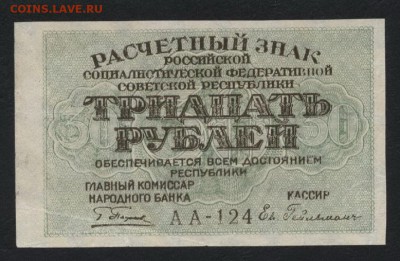 COINS.LAVE.RU
РАСЧЕТНЫЙ ЗНАК
РОССИЙСКОЙ
СОЦИАЛИСТИЧЕСКОЙ ФЕДЕРАТИВНОЙ
СОВЕТСКОЙ РЕСПУБЛИКИ
ТРИДЦАТЬ
РУБЛЕЙ
ОБЕСПЕЧИВАЕТСЯ ВСЕМ ДОСТОЯНИЕМ
РЕСПУБЛИКИ
ГЛАВНЫЙ КОМИССАР
НАРОДНОГО БАНКА
КАССИР
АА-124